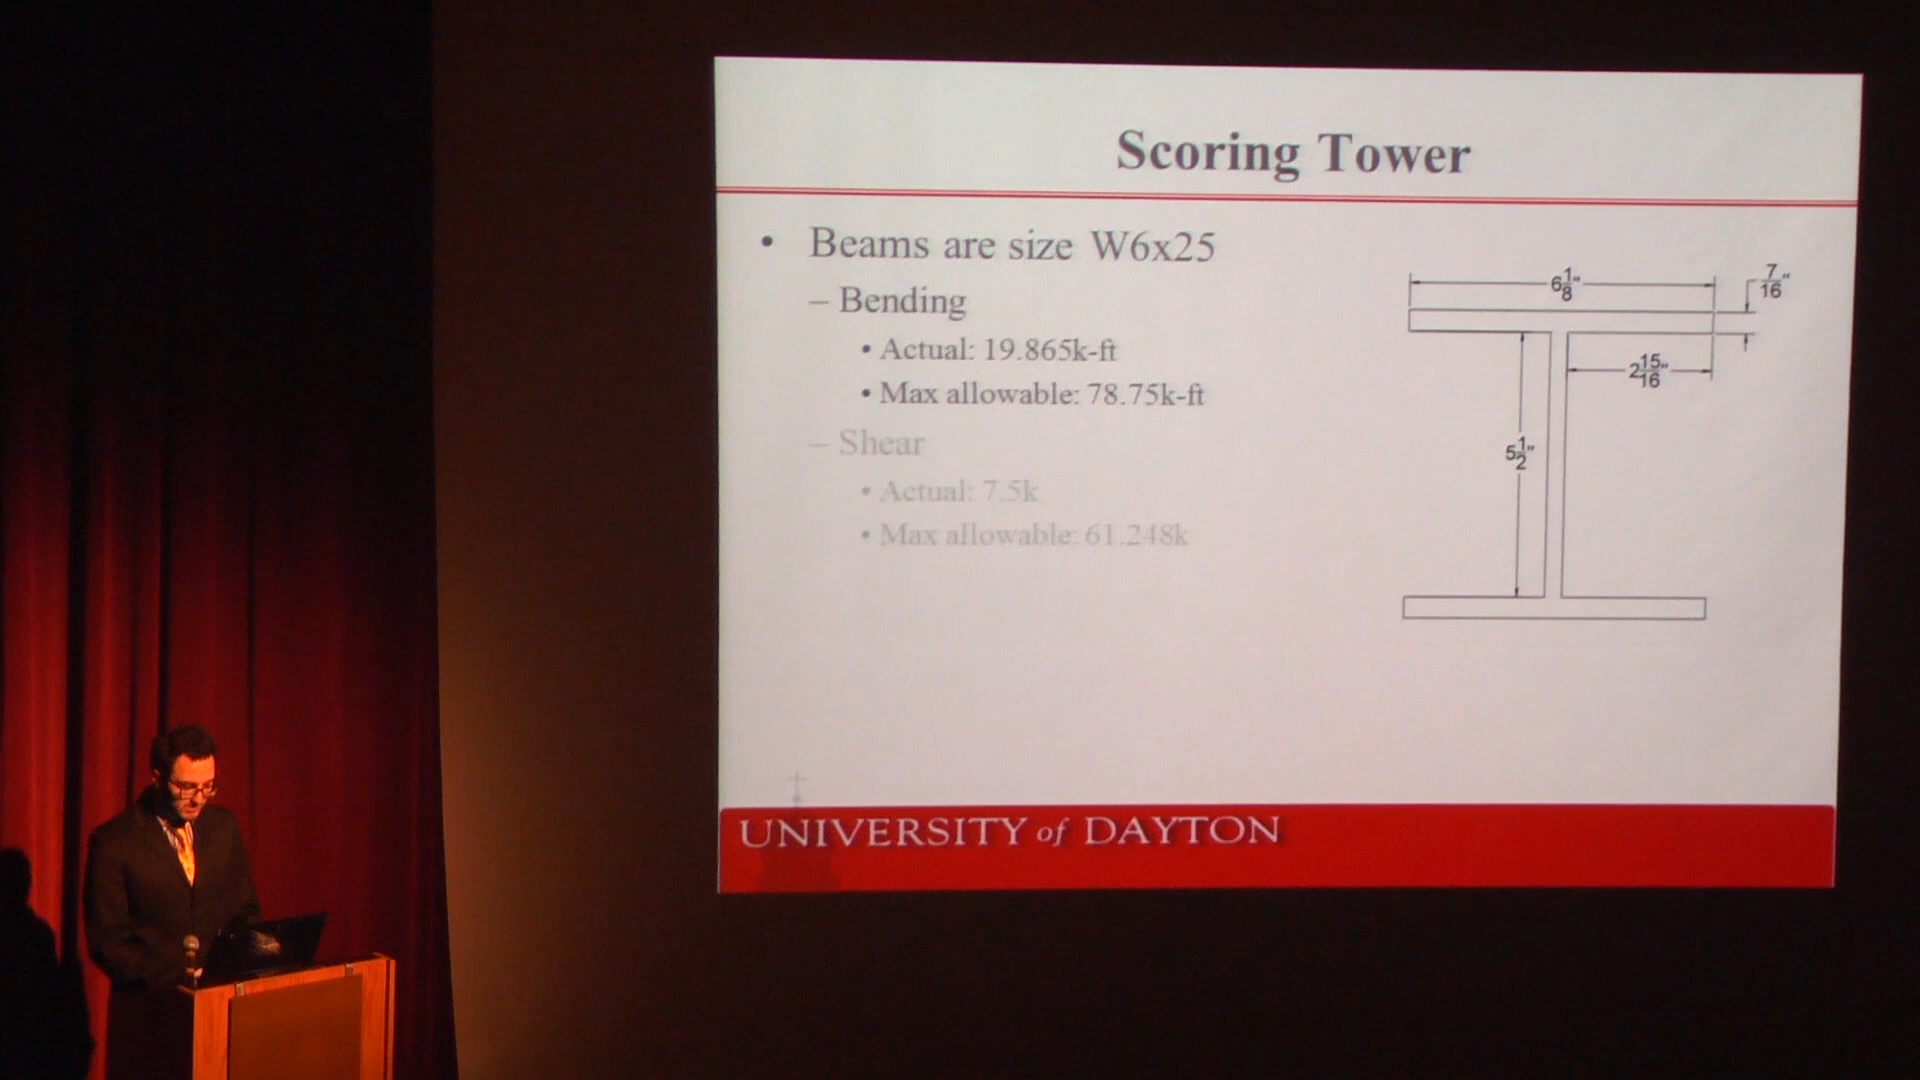 Scoring Tower
• Beams are size W6x25
– Bending
• Actual: 19.865k-ft
• Max allowable: 78.75k-ft
– Shear
• Actual: 7.5k
• Max allowable: 61.248k
6 1/8"
7/16"
2 15/16"
5 1/2"
UNIVERSITY of DAYTON